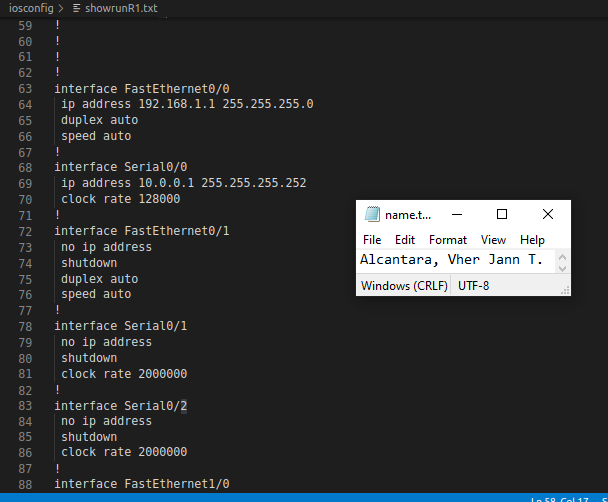 iosconfig > showrunR1.txt
59 !
60 !
61 !
62 !
63 interface FastEthernet0/0
64 ip address 192.168.1.1 255.255.255.0
65 duplex auto
66 speed auto
67 !
68 interface Serial0/0
69 ip address 10.0.0.1 255.255.255.252
70 clock rate 128000
71 !
72 interface FastEthernet0/1
73 no ip address
74 shutdown
75 duplex auto
76 speed auto
77 !
78 interface Serial0/1
79 no ip address
80 shutdown
81 clock rate 2000000
82 !
83 interface Serial0/2
84 no ip address
85 shutdown
86 clock rate 2000000
87 !
88 interface FastEthernet1/0
name.t...
File Edit Format View Help
Alcantara, Vher Jann T.
Windows (CRLF) UTF-8
Ln 58, Col 17